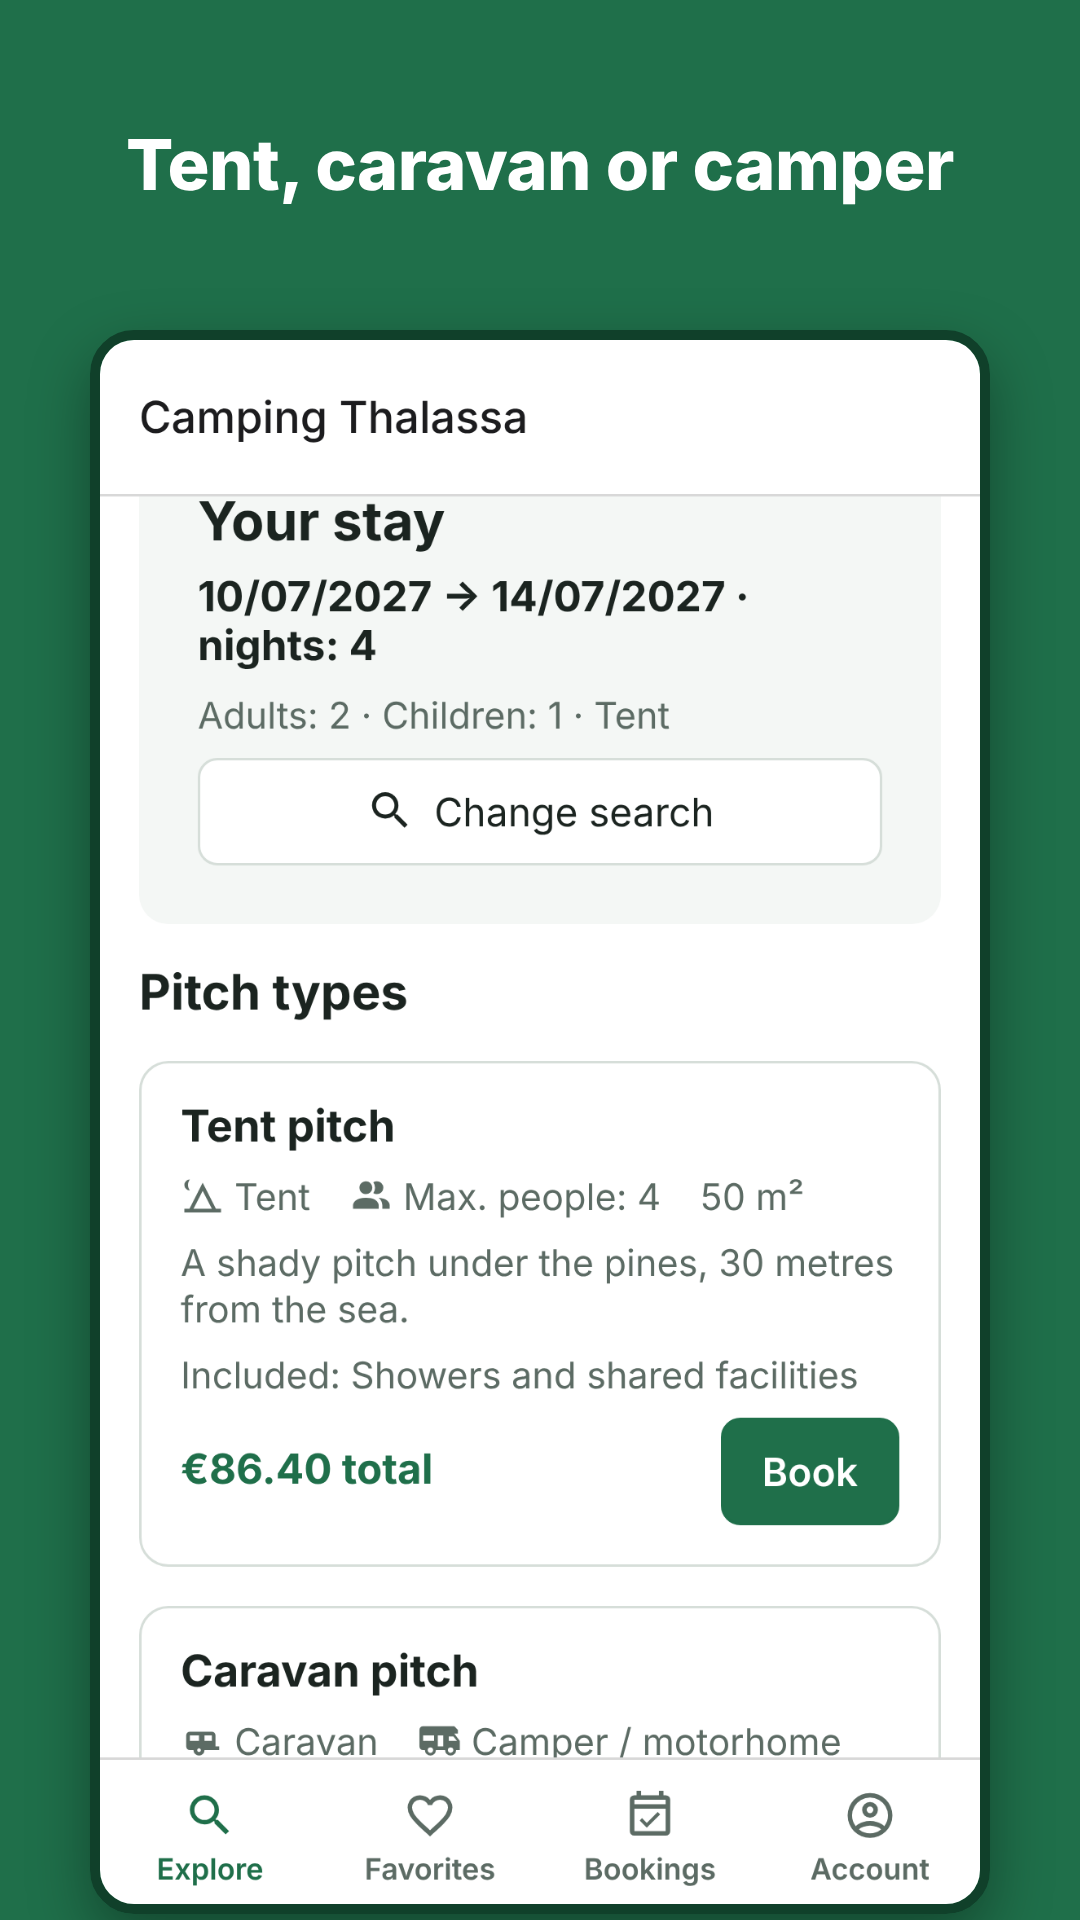 Tent, caravan or camper
Camping Thalassa
Your stay
10/07/2027 → 14/07/2027 ·
nights: 4
Adults: 2 · Children: 1 · Tent
Change search
Pitch types
Tent pitch
Tent Max. people: 4 50 m²
A shady pitch under the pines, 30 metres
from the sea.
Included: Showers and shared facilities
€86.40 total
Book
Caravan pitch
Caravan Camper / motorhome
Explore Favorites Bookings Account